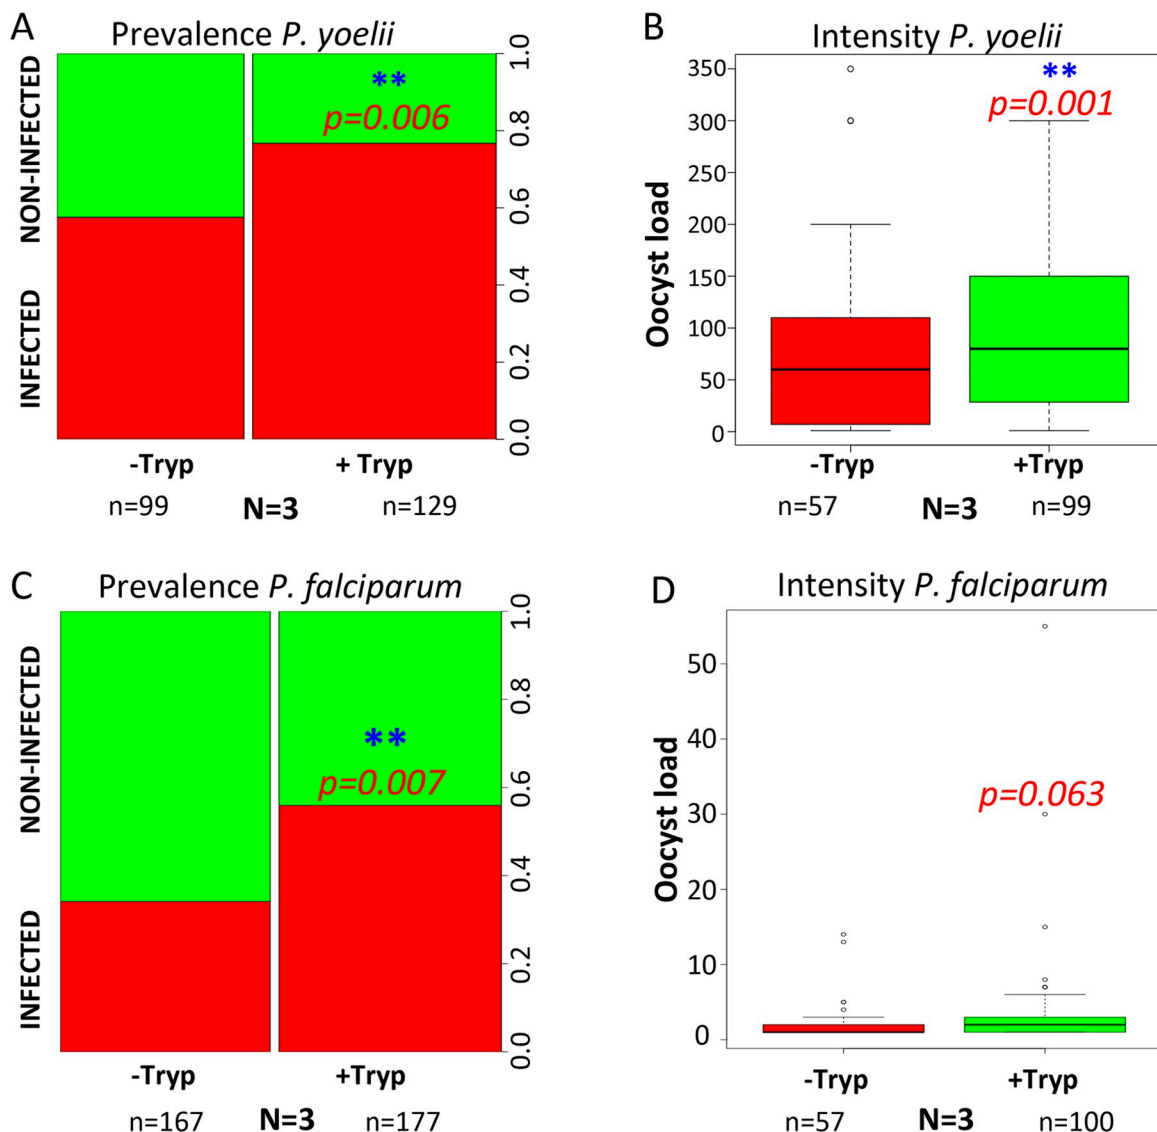 A
Prevalence P. yoelii
NON-INFECTED
INFECTED
**
p=0.006
1.0
0.8
0.6
0.4
0.2
0.0
-Tryp
+ Tryp
n=99
N=3
n=129
B
Intensity P. yoelii
Oocyst load
350
300
250
200
150
100
50
0
**
p=0.001
-Tryp
+Tryp
n=57
N=3
n=99
C
Prevalence P. falciparum
NON-INFECTED
INFECTED
**
p=0.007
1.0
0.8
0.6
0.4
0.2
0.0
-Tryp
+Tryp
n=167
N=3
n=177
D
Intensity P. falciparum
Oocyst load
50
40
30
20
10
0
p=0.063
-Tryp
+Tryp
n=57
N=3
n=100